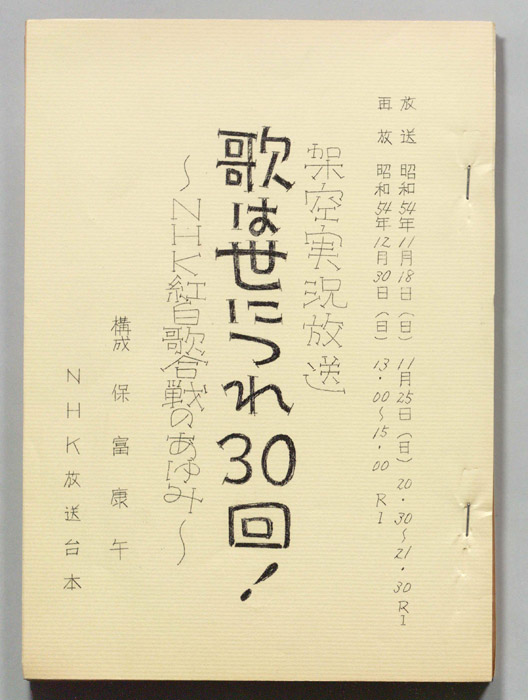 放送 昭和54年11月18日(日) 11月25日(日) 20・30〜21・30 R1
再放 昭和54年12月30日(日) 13・00〜15・00 R1
架空実況放送
歌は世につれ30回!
〜NHK紅白歌合戦のあゆみ〜
構成 保富康午
NHK放送台本